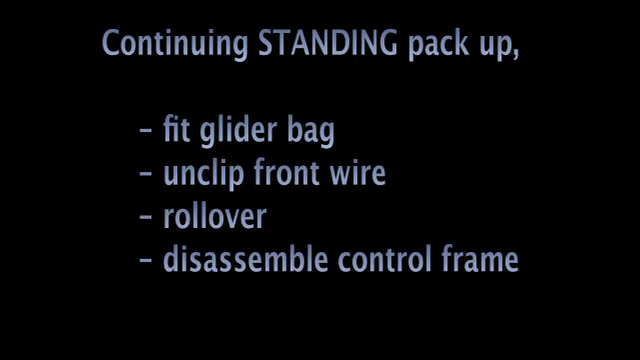 Continuing STANDING pack up,
– fit glider bag
– unclip front wire
– rollover
– disassemble control frame